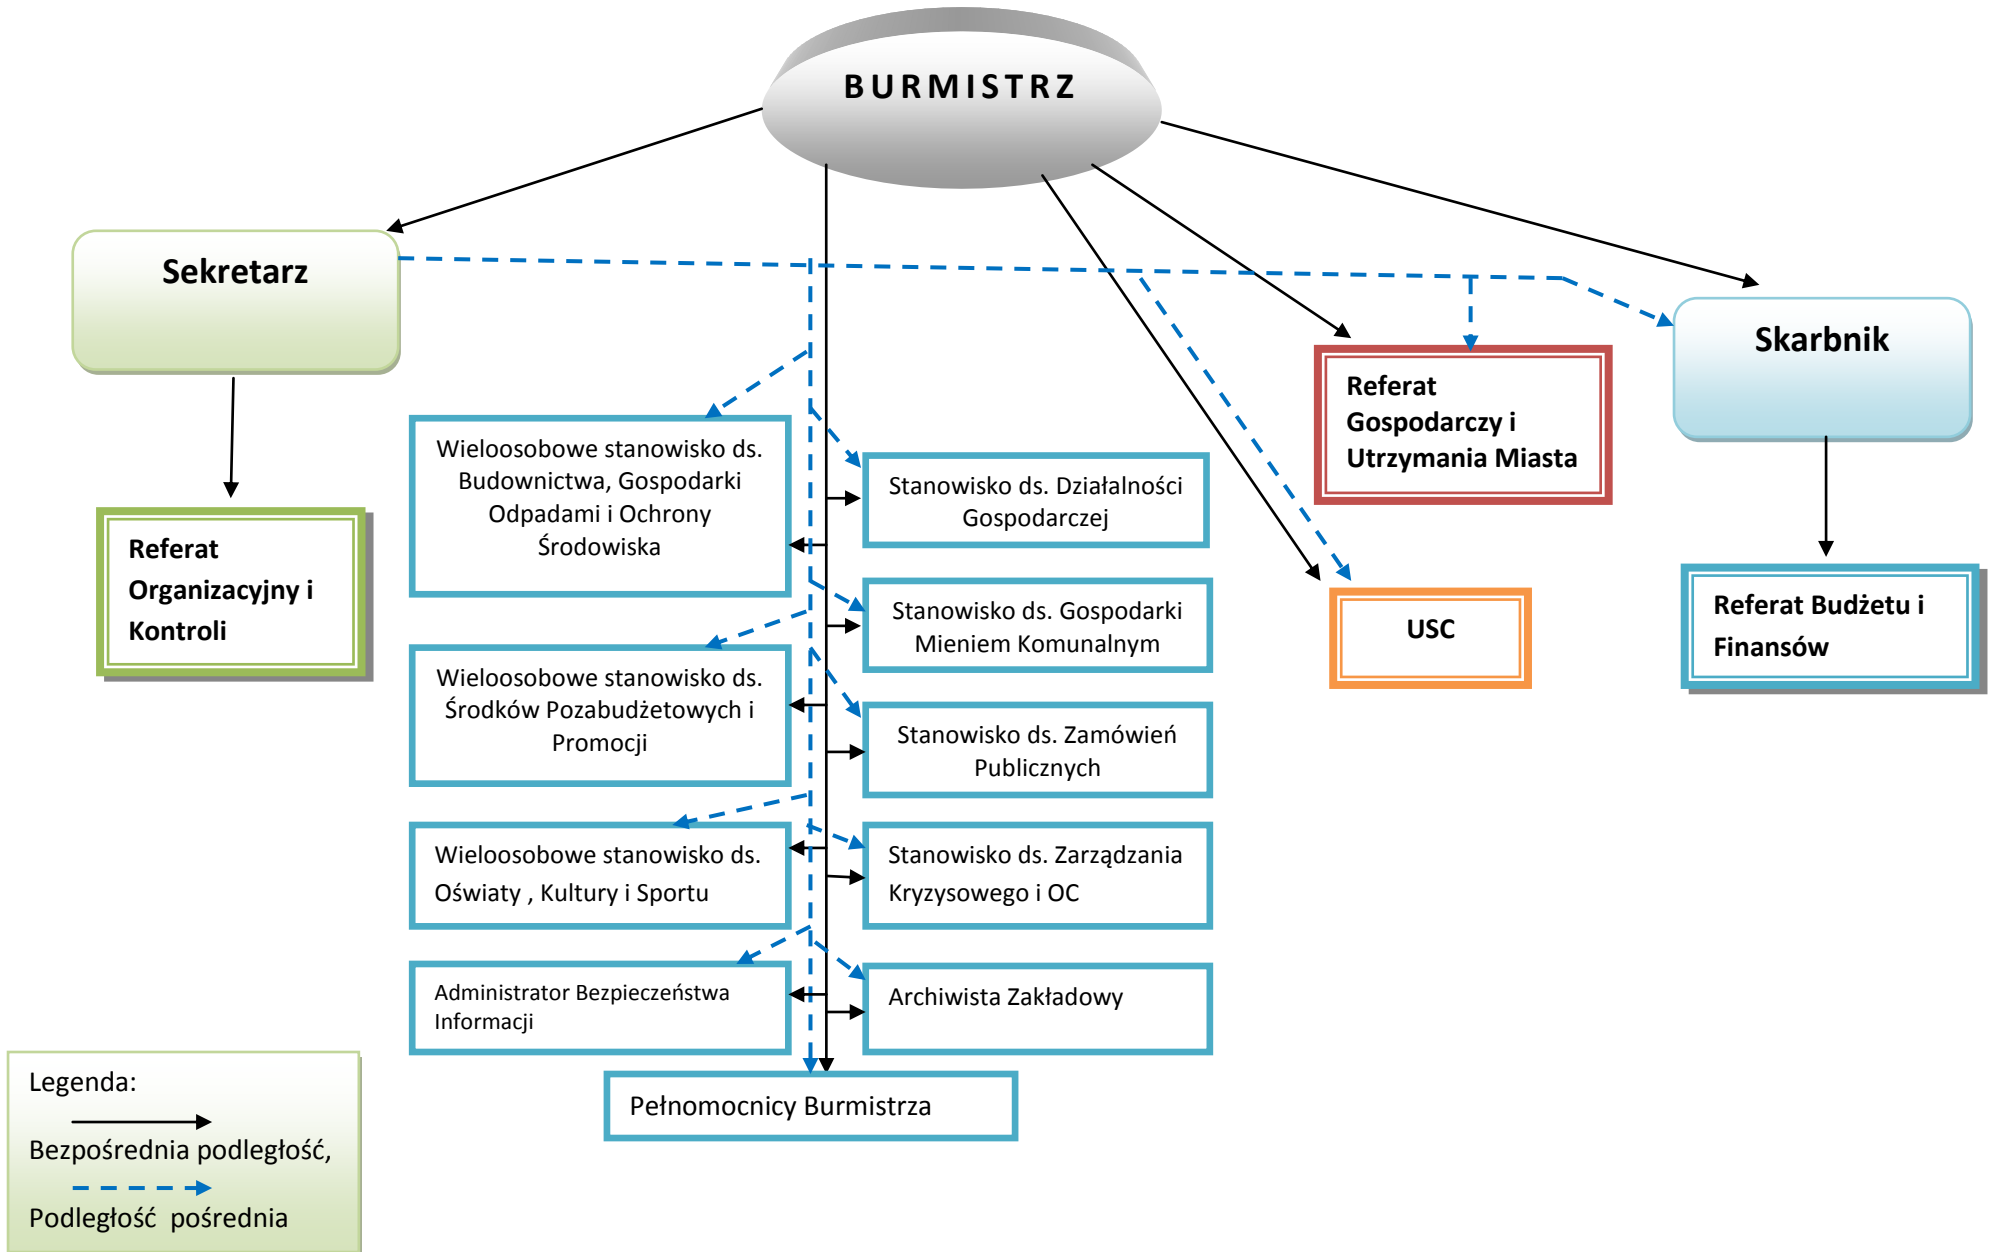 BURMISTRZ
Sekretarz
Skarbnik
Referat
Gospodarczy i
Utrzymania Miasta
Wieloosobowe stanowisko ds.
Budownictwa, Gospodarki
Odpadami i Ochrony
Środowiska
Stanowisko ds. Działalności
Gospodarczej
Referat
Organizacyjny i
Kontroli
Stanowisko ds. Gospodarki
Mieniem Komunalnym
USC
Referat Budżetu i
Finansów
Wieloosobowe stanowisko ds.
Środków Pozabudżetowych i
Promocji
Stanowisko ds. Zamówień
Publicznych
Wieloosobowe stanowisko ds.
Oświaty , Kultury i Sportu
Stanowisko ds. Zarządzania
Kryzysowego i OC
Administrator Bezpieczeństwa
Informacji
Archiwista Zakładowy
Pełnomocnicy Burmistrza
Legenda:
Bezpośrednia podległość,
Podległość  pośrednia